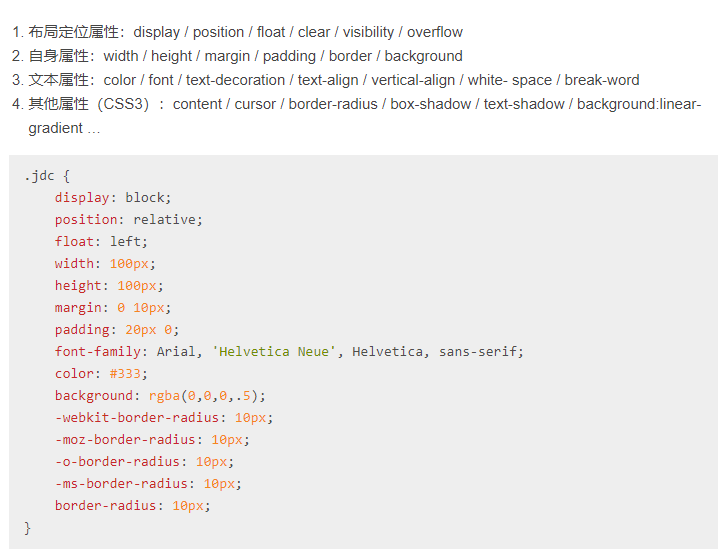 1. 布局定位属性：display / position / float / clear / visibility / overflow
2. 自身属性：width / height / margin / padding / border / background
3. 文本属性：color / font / text-decoration / text-align / vertical-align / white- space / break-word
4. 其他属性（CSS3）：content / cursor / border-radius / box-shadow / text-shadow / background:linear-
gradient …
.jdc {
    display: block;
    position: relative;
    float: left;
    width: 100px;
    height: 100px;
    margin: 0 10px;
    padding: 20px 0;
    font-family: Arial, 'Helvetica Neue', Helvetica, sans-serif;
    color: #333;
    background: rgba(0,0,0,.5);
    -webkit-border-radius: 10px;
    -moz-border-radius: 10px;
    -o-border-radius: 10px;
    -ms-border-radius: 10px;
    border-radius: 10px;
}